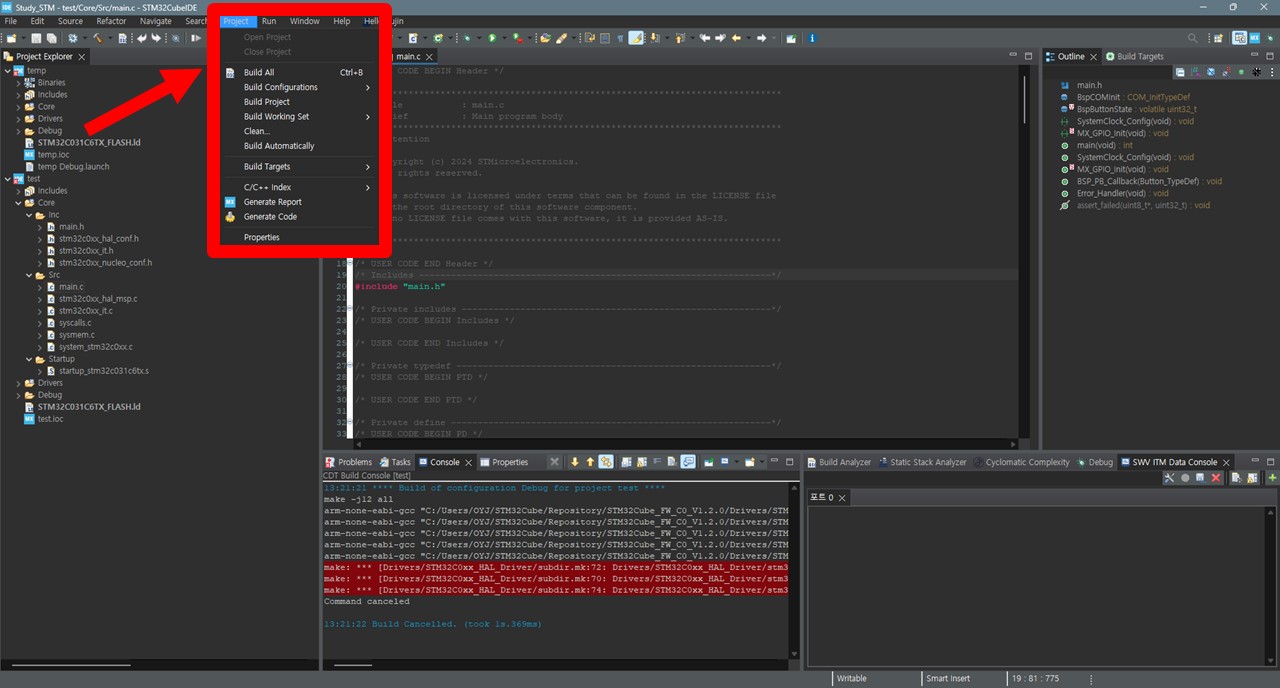 Study_STM - test/Core/Src/main.c - STM32CubeIDE
File Edit Source Refactor Navigate Search Project Run Window Help
Project Explorer
temp
Binaries
Includes
Core
Drivers
Debug
STM32C031C6TX_FLASH.ld
temp.ioc
temp Debug.launch
test
Includes
Core
Inc
main.h
stm32c0xx_hal_conf.h
stm32c0xx_it.h
stm32c0xx_nucleo_conf.h
Src
main.c
stm32c0xx_hal_msp.c
stm32c0xx_it.c
syscalls.c
sysmem.c
system_stm32c0xx.c
Startup
startup_stm32c031c6tx.s
Drivers
Debug
STM32C031C6TX_FLASH.ld
test.ioc
Open Project
Close Project
Build All Ctrl+B
Build Configurations
Build Project
Build Working Set
Clean...
Build Automatically
Build Targets
C/C++ Index
Generate Report
Generate Code
Properties
main.c
CODE BEGIN Header */
: main.c
: Main program body
(c) 2024 STMicroelectronics.
rights reserved.
software is licensed under terms that can be found in the LICENSE file
the root directory of this software component.
LICENSE file comes with this software, it is provided AS-IS.
18 /* USER CODE END Header */
19 /* Includes ------------------------------------------------------------------*/
20 #include "main.h"
21
22 /* Private includes ----------------------------------------------------------*/
23 /* USER CODE BEGIN Includes */
24
25 /* USER CODE END Includes */
26
27 /* Private typedef -----------------------------------------------------------*/
28 /* USER CODE BEGIN PTD */
29
30 /* USER CODE END PTD */
31
32 /* Private define ------------------------------------------------------------*/
33 /* USER CODE BEGIN PD */
Outline Build Targets
main.h
BspCOMInit : COM_InitTypeDef
BspButtonState : volatile uint32_t
SystemClock_Config(void) : void
MX_GPIO_Init(void) : void
main(void) : int
SystemClock_Config(void) : void
MX_GPIO_Init(void) : void
BSP_PB_Callback(Button_TypeDef) : void
Error_Handler(void) : void
assert_failed(uint8_t*, uint32_t) : void
Problems Tasks Console Properties
CDT Build Console [test]
13:21:21 **** Build of configuration Debug for project test ****
make -j12 all
arm-none-eabi-gcc "C:/Users/OYJ/STM32Cube/Repository/STM32Cube_FW_C0_V1.2.0/Drivers/STM
arm-none-eabi-gcc "C:/Users/OYJ/STM32Cube/Repository/STM32Cube_FW_C0_V1.2.0/Drivers/STM
arm-none-eabi-gcc "C:/Users/OYJ/STM32Cube/Repository/STM32Cube_FW_C0_V1.2.0/Drivers/STM
arm-none-eabi-gcc "C:/Users/OYJ/STM32Cube/Repository/STM32Cube_FW_C0_V1.2.0/Drivers/STM
arm-none-eabi-gcc "C:/Users/OYJ/STM32Cube/Repository/STM32Cube_FW_C0_V1.2.0/Drivers/STM
make: *** [Drivers/STM32C0xx_HAL_Driver/subdir.mk:72: Drivers/STM32C0xx_HAL_Driver/stm3
make: *** [Drivers/STM32C0xx_HAL_Driver/subdir.mk:70: Drivers/STM32C0xx_HAL_Driver/stm3
make: *** [Drivers/STM32C0xx_HAL_Driver/subdir.mk:74: Drivers/STM32C0xx_HAL_Driver/stm3
Command canceled
13:21:22 Build Cancelled. (took 1s.369ms)
Build Analyzer Static Stack Analyzer Cyclomatic Complexity Debug SWV ITM Data Console
포트 0
Writable Smart Insert 19 : 81 : 775